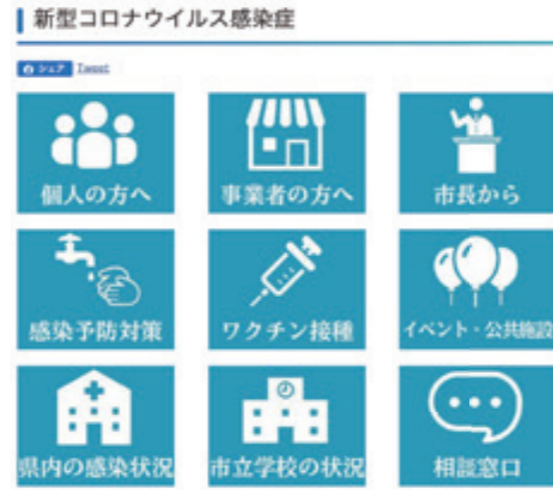 新型コロナウイルス感染症
シェア Tweet
個人の方へ 事業者の方へ 市長から
感染予防対策 ワクチン接種 イベント・公共施設
県内の感染状況 市立学校の状況 相談窓口